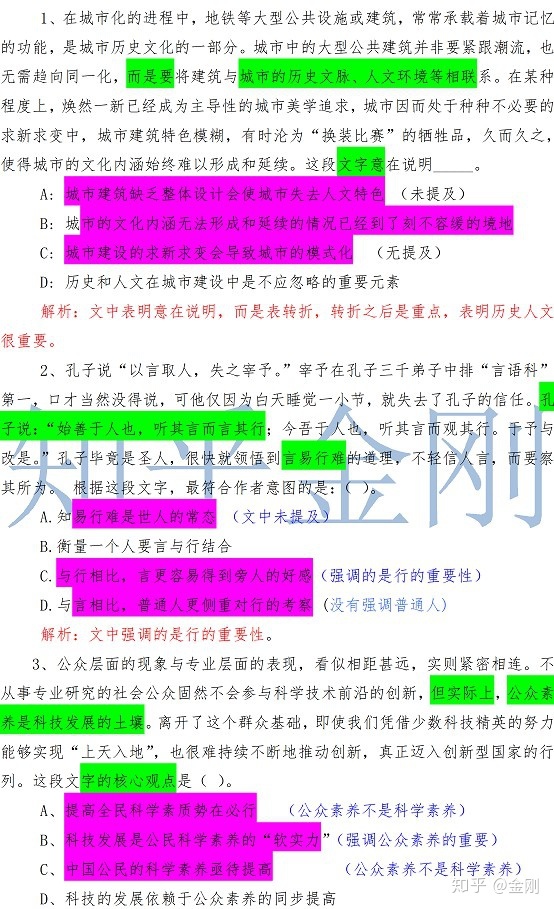 1、在城市化的进程中，地铁等大型公共设施或建筑，常常承载着城市记忆
的功能，是城市历史文化的一部分。城市中的大型公共建筑并非要紧跟潮流，也
无需趋向同一化，而是要将建筑与城市的历史文脉、人文环境等相联系。在某种
程度上，焕然一新已经成为主导性的城市美学追求，城市因而处于种种不必要的
求新求变中，城市建筑特色模糊，有时沦为“换装比赛”的牺牲品，久而久之，
使得城市的文化内涵始终难以形成和延续。这段文字意在说明_____。
A: 城市建筑缺乏整体设计会使城市失去人文特色 （未提及）
B: 城市的文化内涵无法形成和延续的情况已经到了刻不容缓的境地
C: 城市建设的求新求变会导致城市的模式化 （无提及）
D: 历史和人文在城市建设中是不应忽略的重要元素
解析：文中表明意在说明，而是表转折，转折之后是重点，表明历史人文
很重要。
2、孔子说“以言取人，失之宰予。”宰予在孔子三千弟子中排“言语科”
第一，口才当然没得说，可他仅因为白天睡觉一小节，就失去了孔子的信任。孔
子说：“始善于人也，听其言而言其行；今吾于人也，听其言而观其行。于予与
改是。”孔子毕竟是圣人，很快就领悟到言易行难的道理，不轻信人言，而要察
其所为。 根据这段文字，最符合作者意图的是：（ ）。
A.知易行难是世人的常态 （文中未提及）
B.衡量一个人要言与行结合
C.与行相比，言更容易得到旁人的好感（强调的是行的重要性）
D.与言相比，普通人更侧重对行的考察 (没有强调普通人)
解析：文中强调的是行的重要性。
3、公众层面的现象与专业层面的表现，看似相距甚远，实则紧密相连。不
从事专业研究的社会公众固然不会参与科学技术前沿的创新，但实际上，公众素
养是科技发展的土壤。离开了这个群众基础，即使我们凭借少数科技精英的努力
能够实现“上天入地”，也很难持续不断地推动创新，真正迈入创新型国家的行
列。这段文字的核心观点是（ ）。
A、提高全民科学素质势在必行 （公众素养不是科学素养）
B、科技发展是公民科学素养的“软实力”（强调公众素养的重要）
C、中国公民的科学素养亟待提高 （公众素养不是科学素养）
D、科技的发展依赖于公众素养的同步提高
知乎金刚
知乎 @金刚